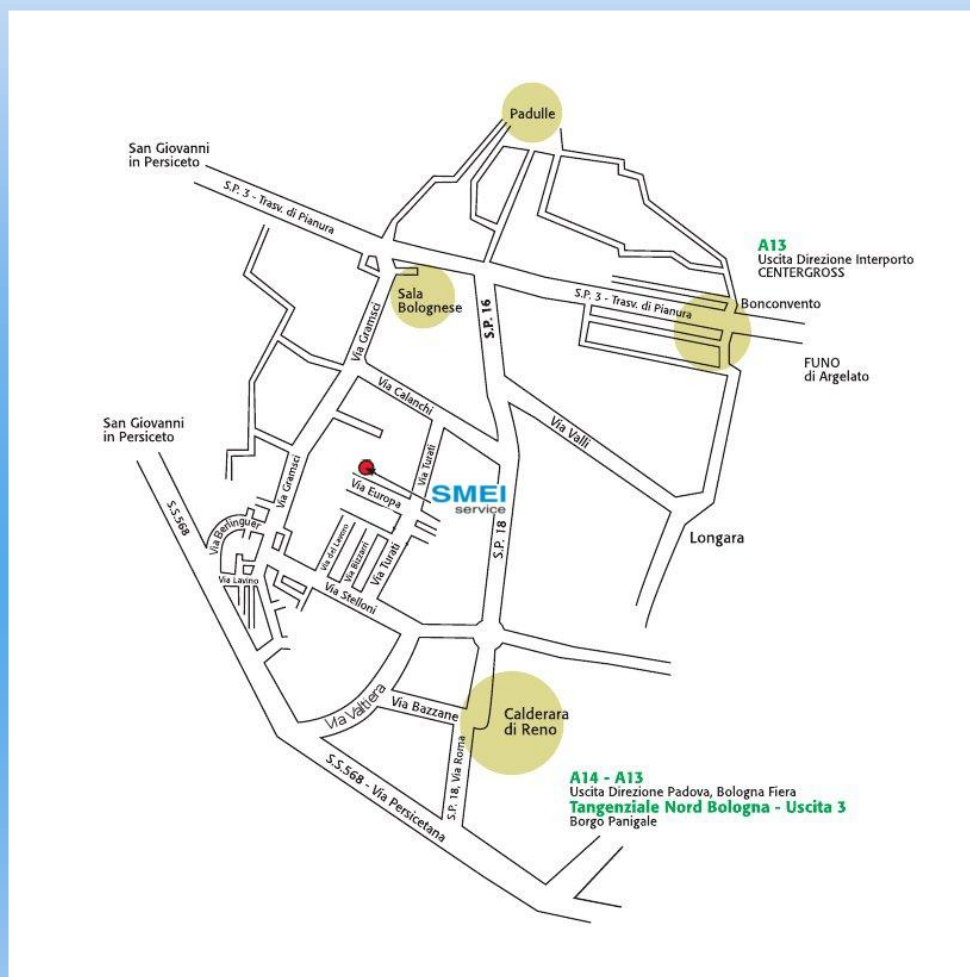 Padulle
San Giovanni
in Persiceto
S.P. 3 - Trasv. di Pianura
A13
Uscita Direzione Interporto
CENTERGROSS
Sala
Bolognese
S.P. 3 - Trasv. di Pianura
Bonconvento
S.P. 16
Via Gramsci
FUNO
di Argelato
Via Calanchi
San Giovanni
in Persiceto
Via Valli
Via Turati
Via Gramsci
Via Europa
SMEI
service
S.S.568
Via Berlinguer
Via del Lavoro
Via Bizzarri
Via Turati
S.P. 18
Longara
Via Lavino
Via Stelloni
Via Valtiera
Via Bazzane
Calderara
di Reno
S.P. 18, Via Roma
S.S.568 - Via Persicetana
A14 - A13
Uscita Direzione Padova, Bologna Fiera
Tangenziale Nord Bologna - Uscita 3
Borgo Panigale